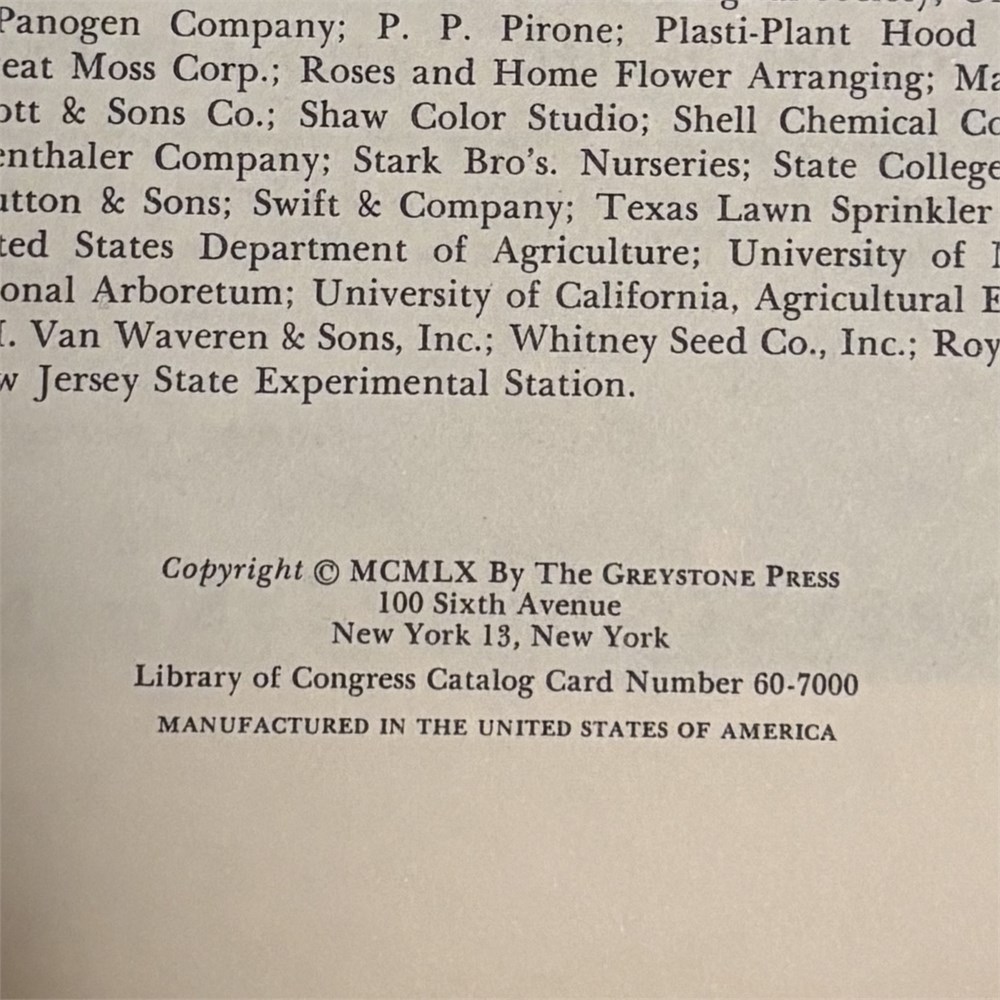 Panogen Company; P. P. Pirone; Plasti-Plant Hood
eat Moss Corp.; Roses and Home Flower Arranging; Ma
ott & Sons Co.; Shaw Color Studio; Shell Chemical Co
enthaler Company; Stark Bro's. Nurseries; State College
utton & Sons; Swift & Company; Texas Lawn Sprinkler
ted States Department of Agriculture; University of
onal Arboretum; University of California, Agricultural E
. Van Waveren & Sons, Inc.; Whitney Seed Co., Inc.; Roy
w Jersey State Experimental Station.
Copyright © MCMLX By The GREYSTONE PRESS
100 Sixth Avenue
New York 13, New York
Library of Congress Catalog Card Number 60-7000
MANUFACTURED IN THE UNITED STATES OF AMERICA